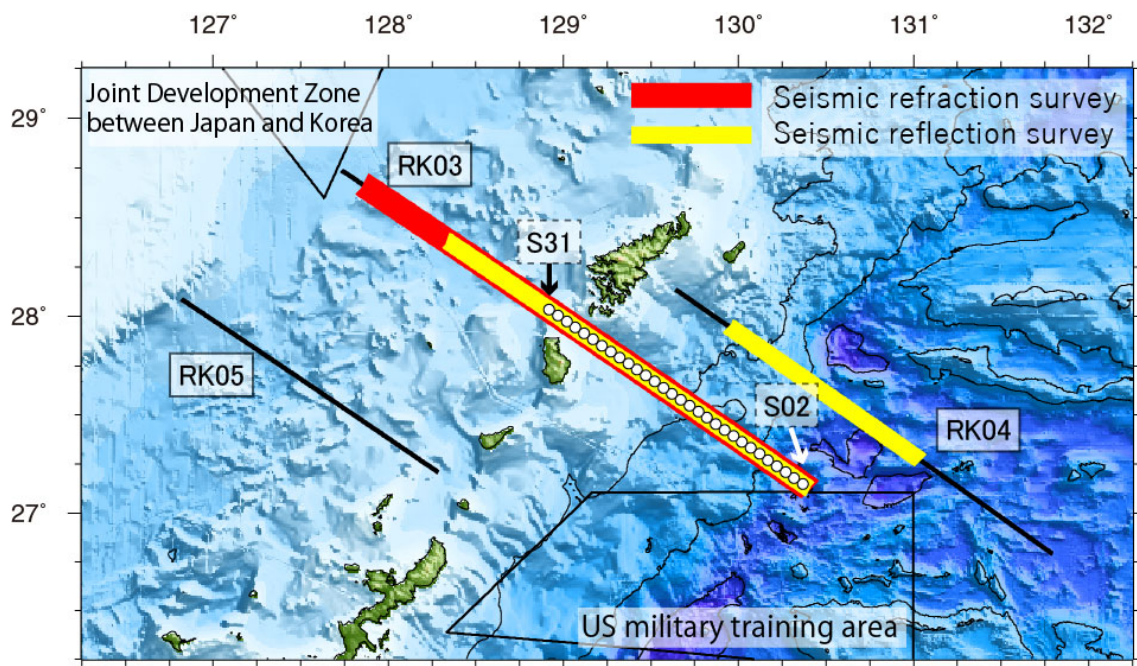 127° 128° 129° 130° 131° 132°
29°
28°
27°
Joint Development Zone
between Japan and Korea
Seismic refraction survey
Seismic reflection survey
RK03
S31
RK05
S02
RK04
US military training area